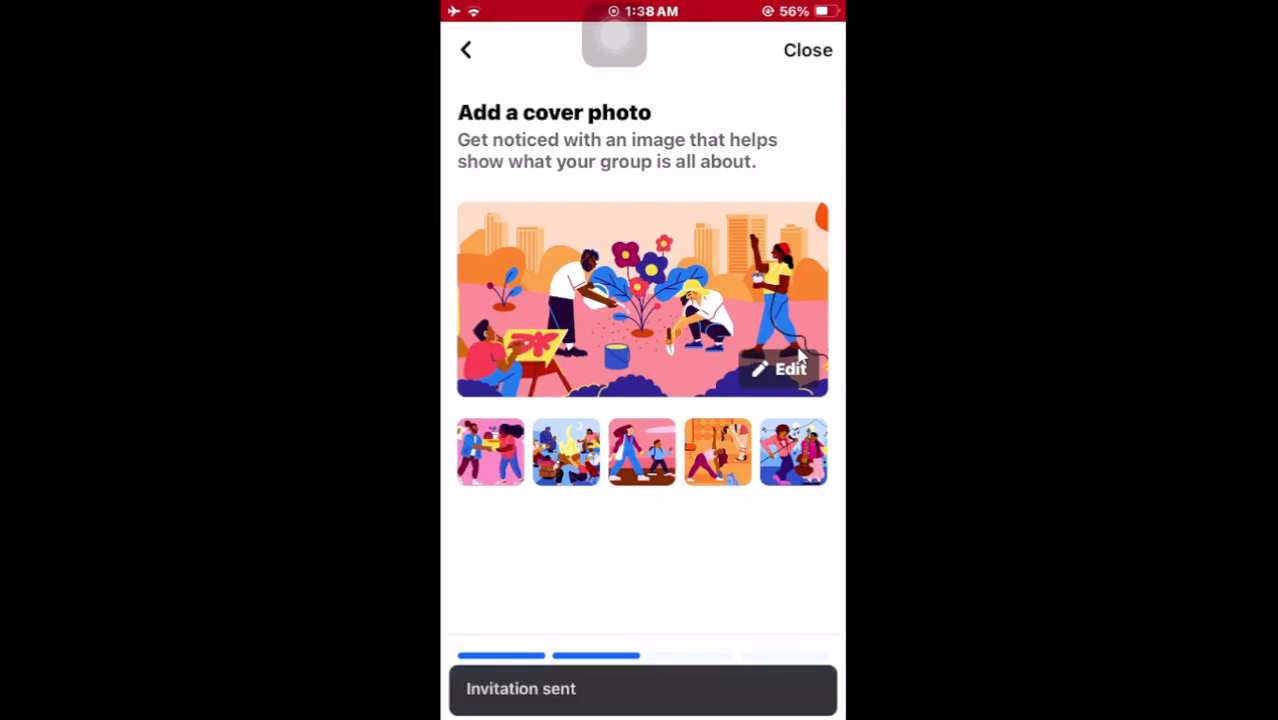 1:38 AM 56%
Close
Add a cover photo
Get noticed with an image that helps
show what your group is all about.
Edit
Invitation sent